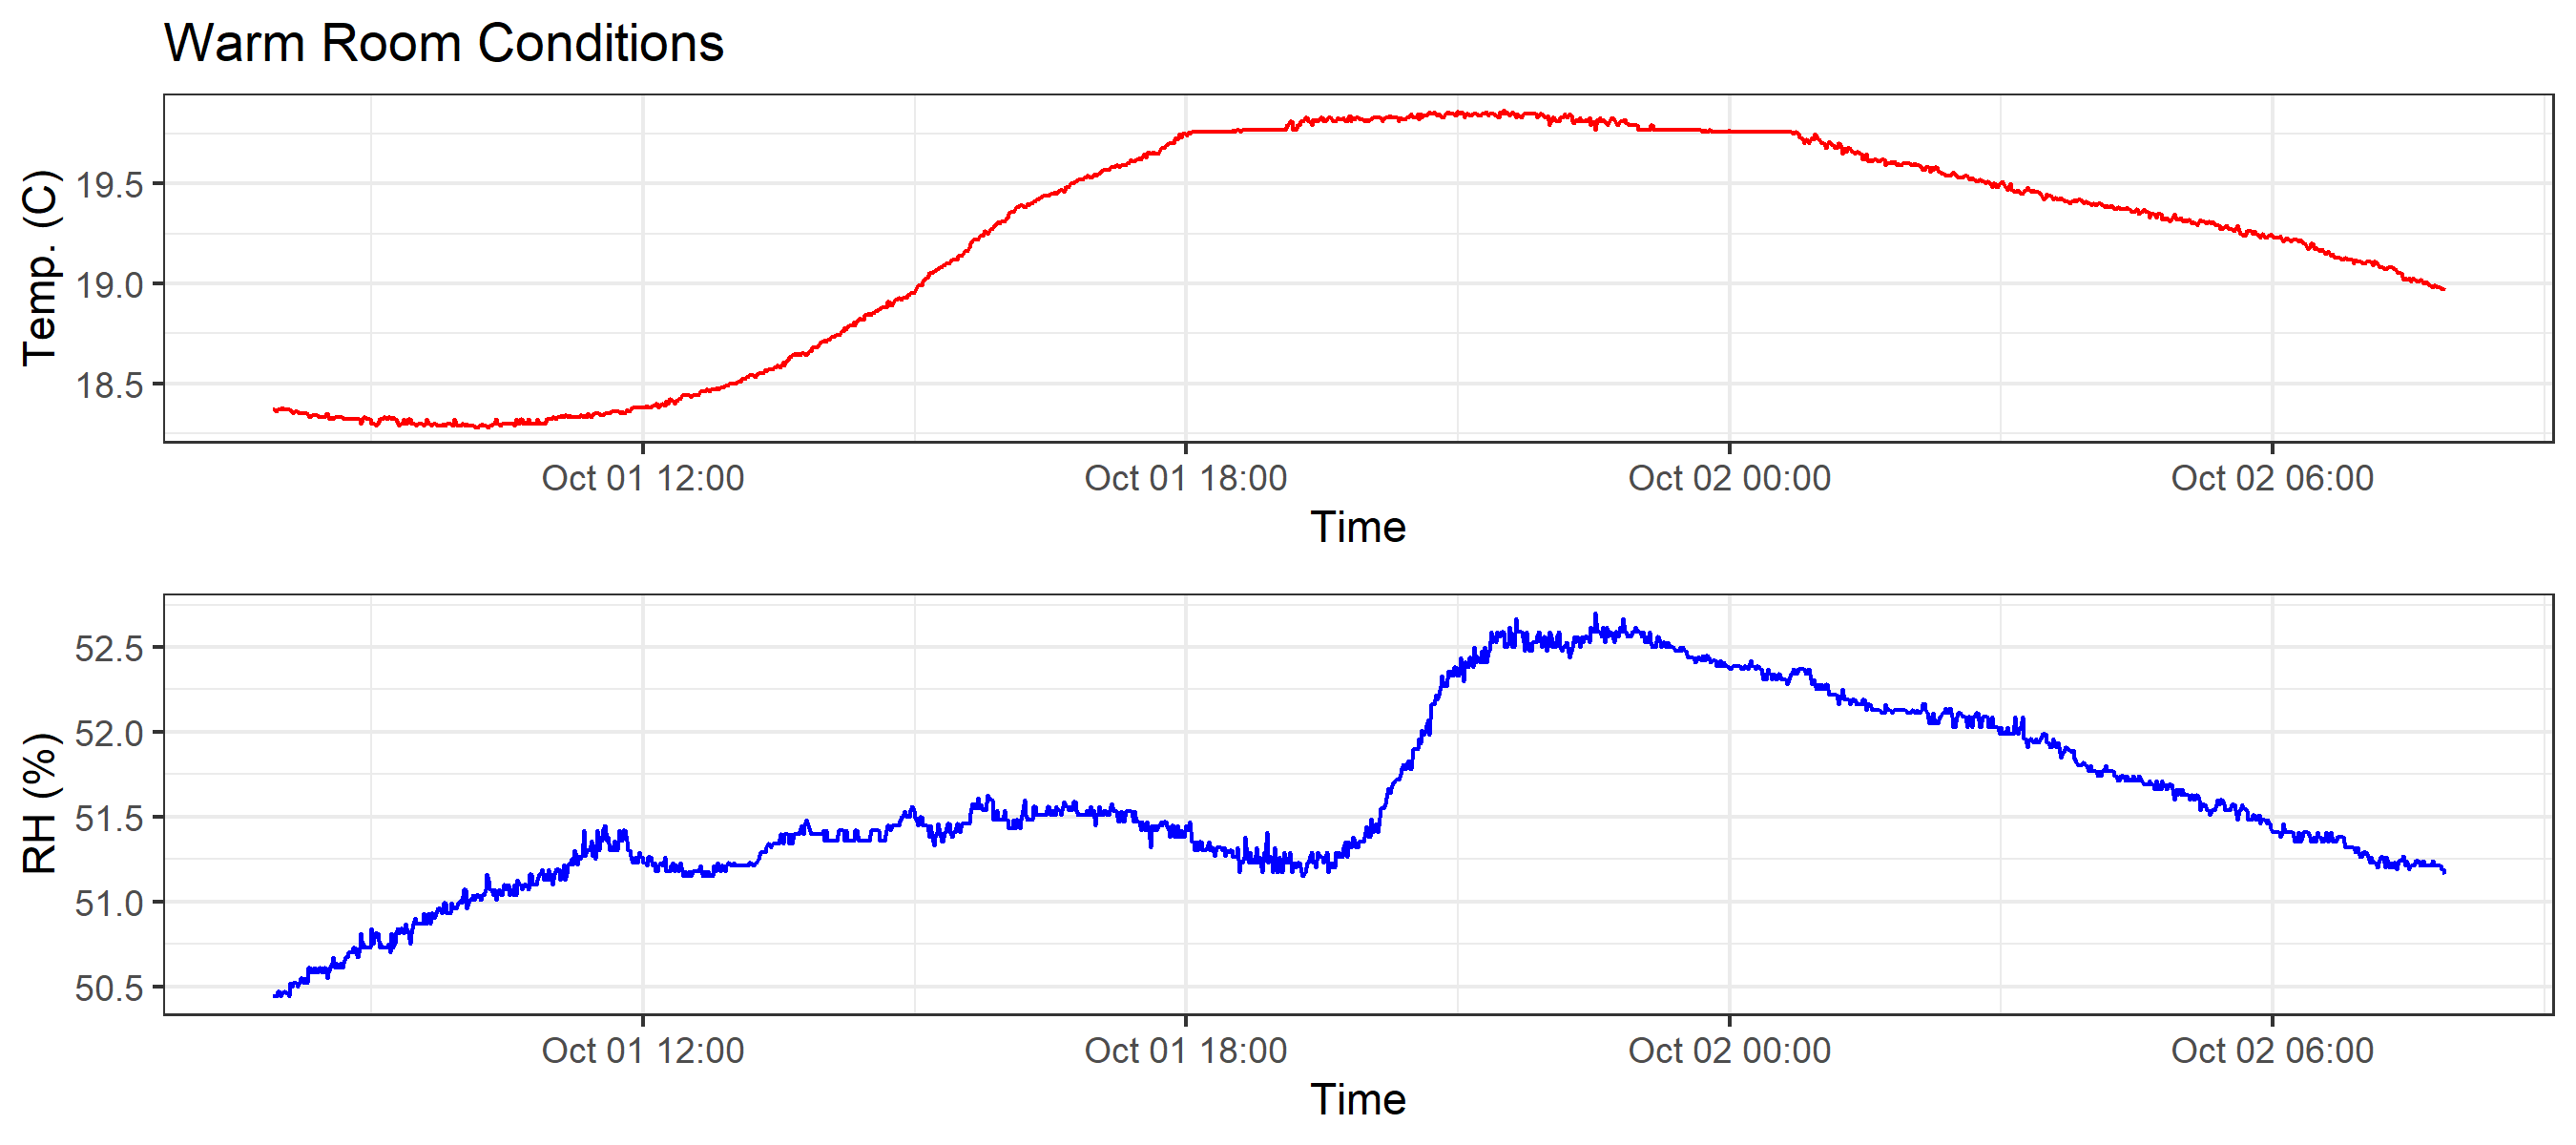 Warm Room Conditions
Temp. (C)
19.5
19.0
18.5
Oct 01 12:00 Oct 01 18:00 Oct 02 00:00 Oct 02 06:00
Time
RH (%)
52.5
52.0
51.5
51.0
50.5
Oct 01 12:00 Oct 01 18:00 Oct 02 00:00 Oct 02 06:00
Time